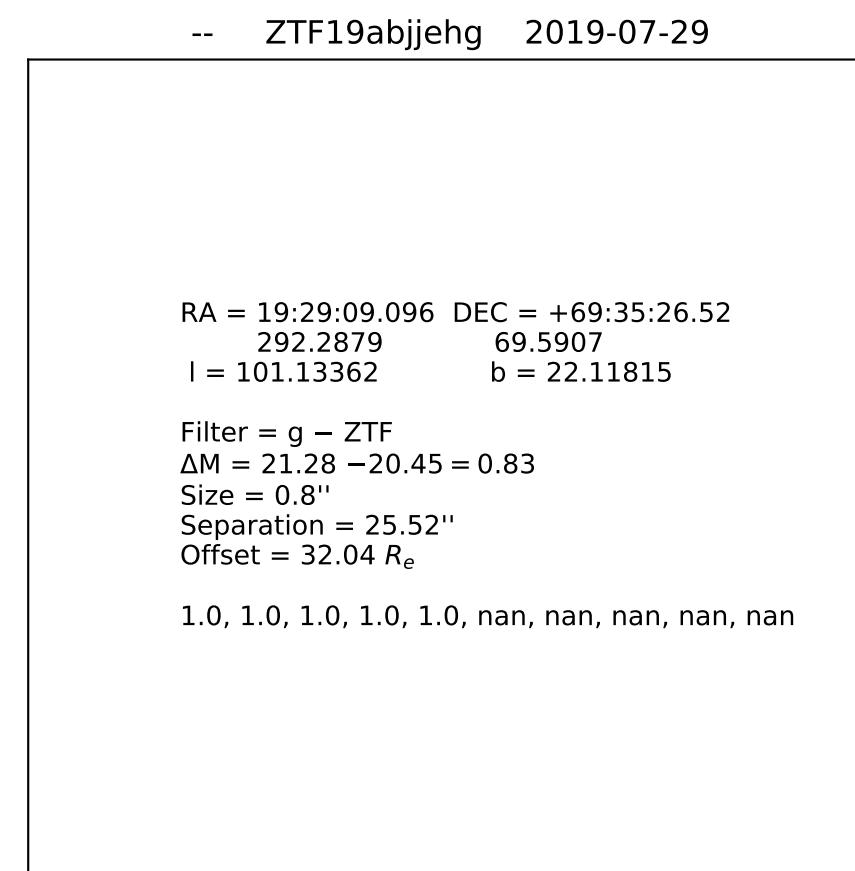 -- ZTF19abjjehg 2019-07-29
RA = 19:29:09.096 DEC = +69:35:26.52
292.2879 69.5907
l = 101.13362 b = 22.11815
Filter = g − ZTF
ΔM = 21.28 −20.45 = 0.83
Size = 0.8''
Separation = 25.52''
Offset = 32.04 Rₑ
1.0, 1.0, 1.0, 1.0, 1.0, nan, nan, nan, nan, nan